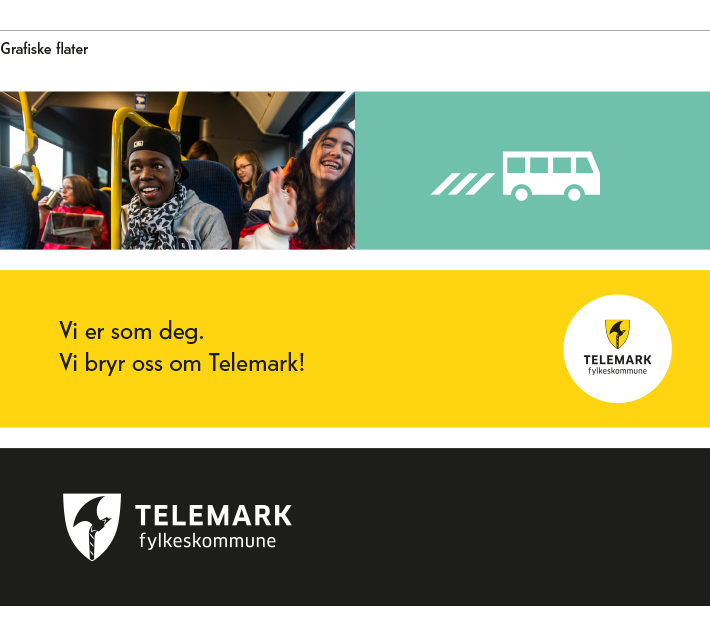 Grafiske flater
Vi er som deg.
Vi bryr oss om Telemark!
TELEMARK
fylkeskommune
TELEMARK
fylkeskommune